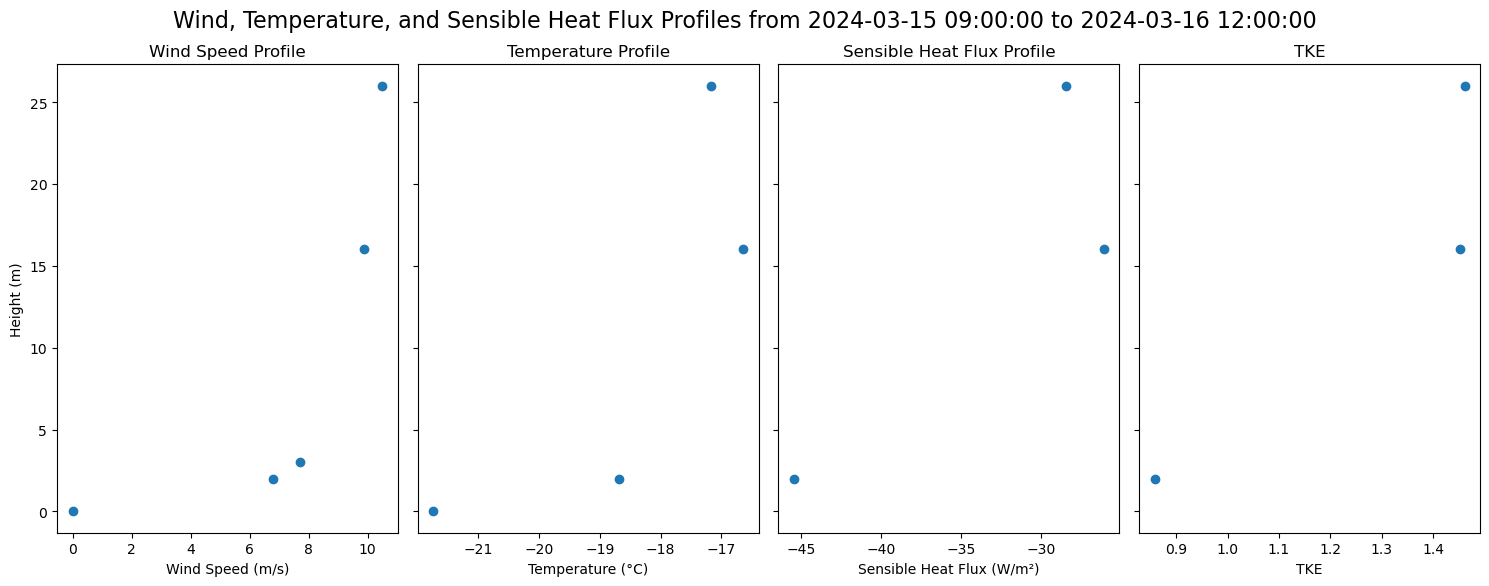 Wind, Temperature, and Sensible Heat Flux Profiles from 2024-03-15 09:00:00 to 2024-03-16 12:00:00
Wind Speed Profile
Temperature Profile
Sensible Heat Flux Profile
TKE
Height (m)
25
20
15
10
5
0
0 2 4 6 8 10
−21 −20 −19 −18 −17
−45 −40 −35 −30
0.9 1.0 1.1 1.2 1.3 1.4
Wind Speed (m/s)
Temperature (°C)
Sensible Heat Flux (W/m²)
TKE